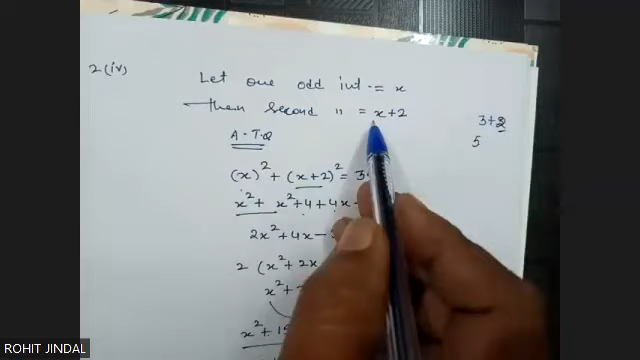 2(iv)
Let one odd int. = x
Then second " = x+2
3+2
5
A.T.Q
(x)² + (x+2)² = 3
x² + x² + 4 + 4x -
2x² + 4x -
2 (x² + 2x
x² +
x² + 1
ROHIT JINDAL